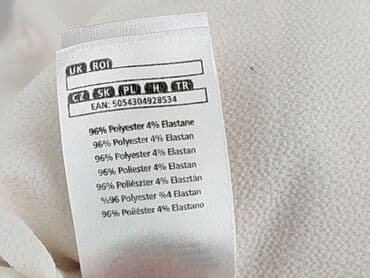 UK ROI
CZ SK PL H TR
EAN: 5054304928534
96% Polyester 4% Elastane
96% Polyester 4% Elastan
96% Polyester 4% Elastan
96% Poliester 4% Elastan
96% Poliészter 4% Elasztán
%96 Polyester %4 Elastan
96% Poliéster 4% Elastano